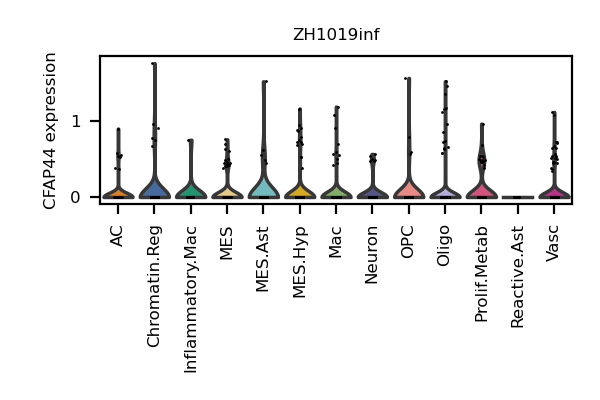 ZH1019inf
CFAP44 expression
1
0
AC
Chromatin.Reg
Inflammatory.Mac
MES
MES.Ast
MES.Hyp
Mac
Neuron
OPC
Oligo
Prolif.Metab
Reactive.Ast
Vasc